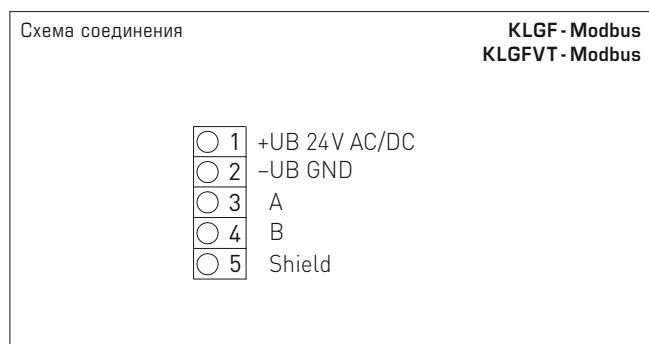 Схема соединения
KLGF - Modbus
KLGFVT - Modbus
1 +UB 24V AC/DC
2 –UB GND
3 A
4 B
5 Shield